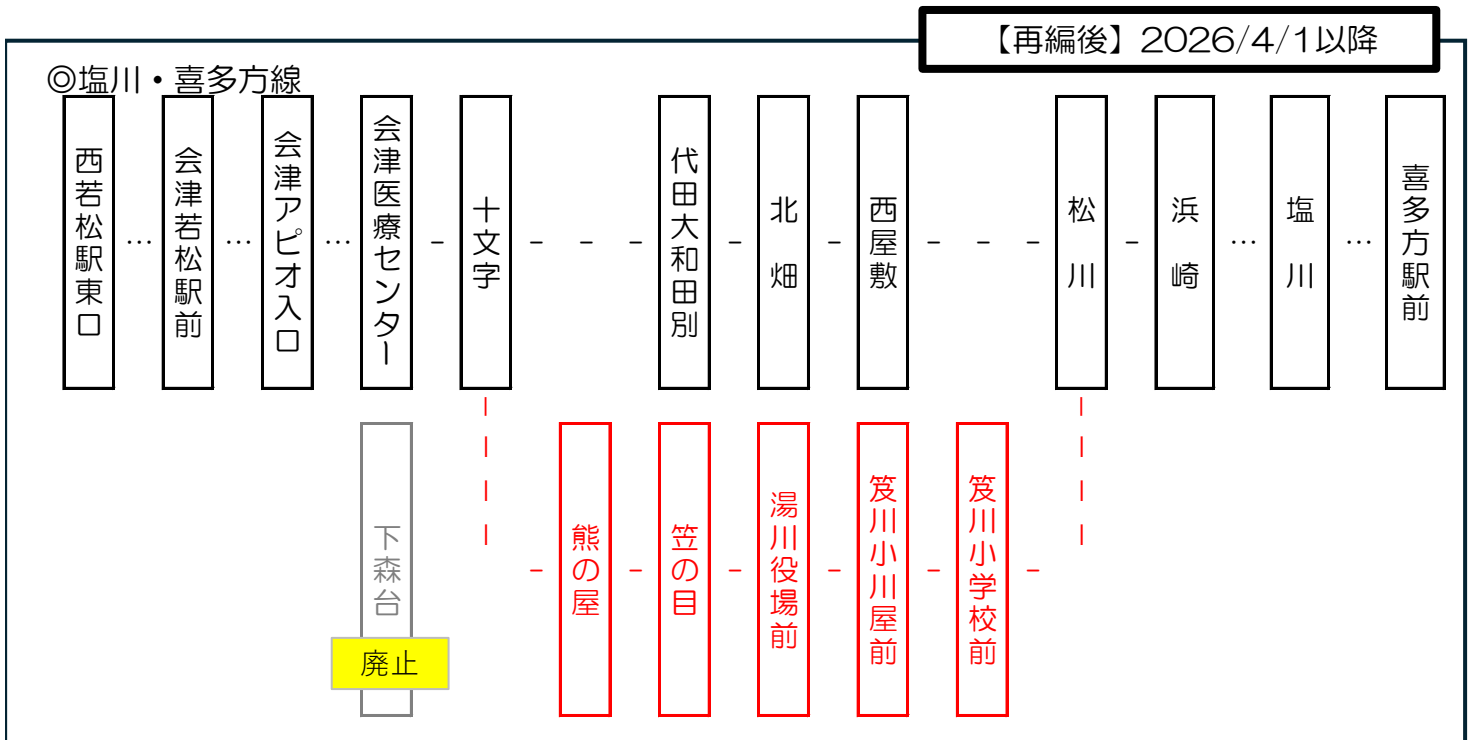 【再編後】2026/4/1以降
◎塩川・喜多方線
西若松駅東口
…
会津若松駅前
…
会津アピオ入口
…
会津医療センター
-
十文字
- - -
代田大和田別
-
北畑
-
西屋敷
- - -
松川
-
浜崎
…
塩川
…
喜多方駅前
下森台
廃止
-
熊の屋
-
笠の目
-
湯川役場前
-
笈川小川屋前
-
笈川小学校前
-